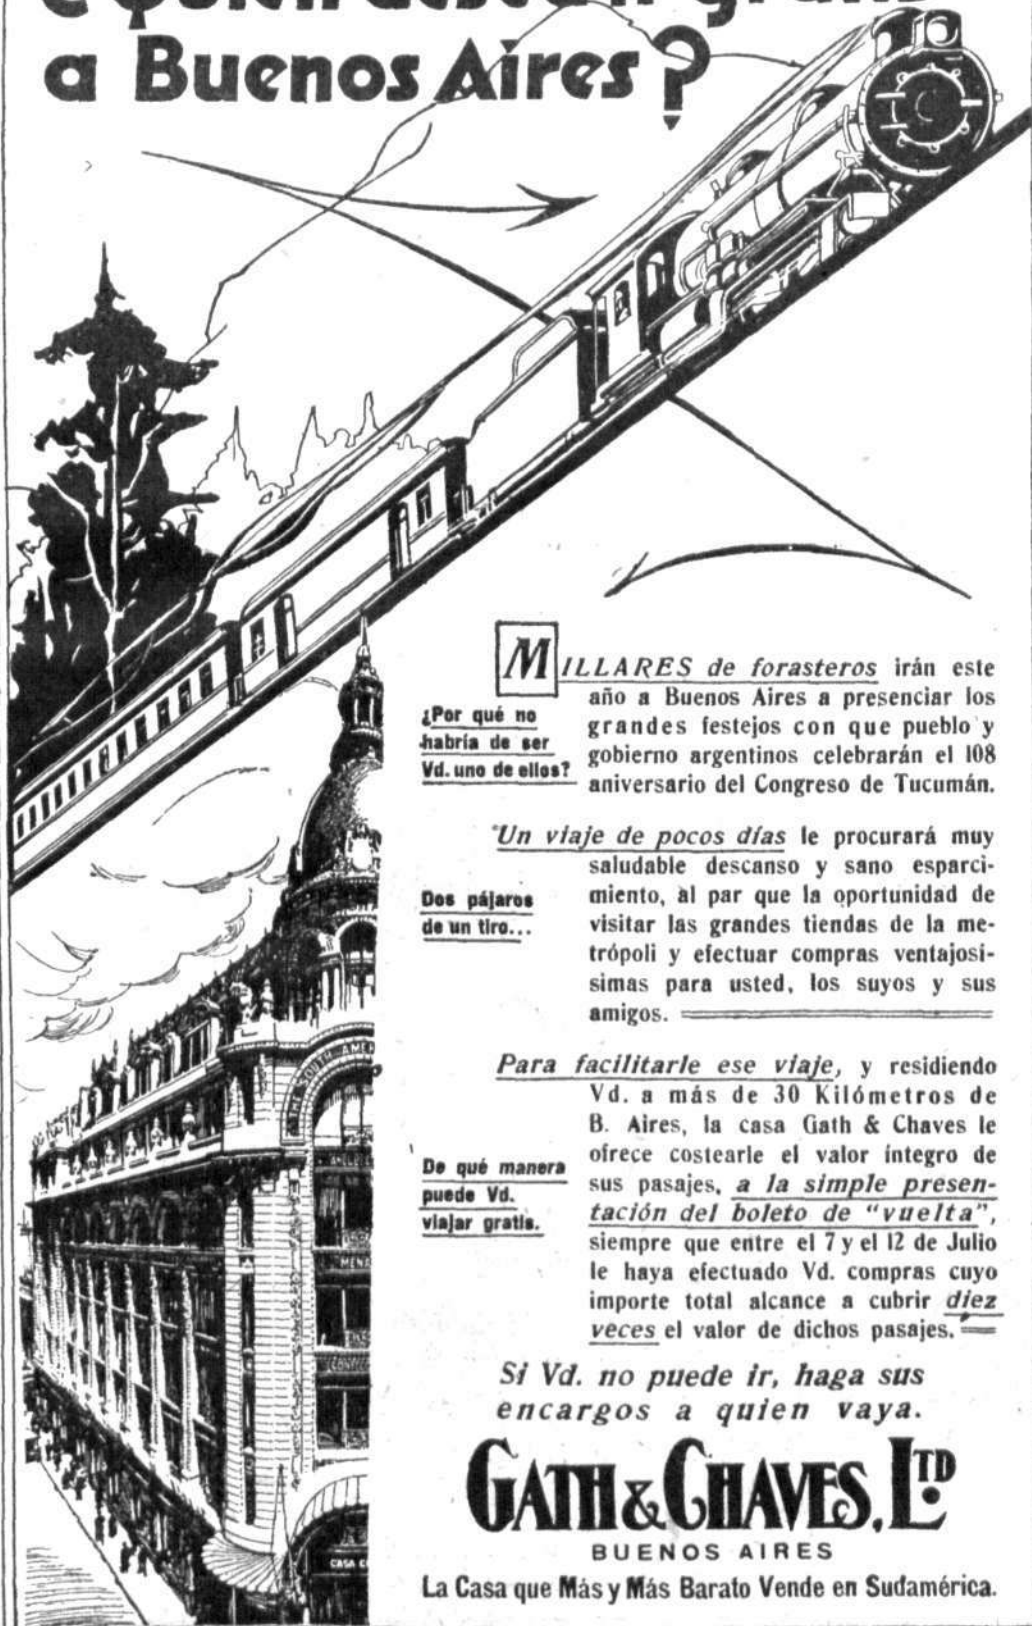 ¿Quién desea ir gratis
a Buenos Aires?
MILLARES de forasteros irán este
año a Buenos Aires a presenciar los
grandes festejos con que pueblo y
gobierno argentinos celebrarán el 108
aniversario del Congreso de Tucumán.
¿Por qué no
habría de ser
Vd. uno de ellos?
Un viaje de pocos días le procurará muy
saludable descanso y sano esparci-
miento, al par que la oportunidad de
visitar las grandes tiendas de la me-
trópoli y efectuar compras ventajosí-
simas para usted, los suyos y sus
amigos.
Dos pájaros
de un tiro...
Para facilitarle ese viaje, y residiendo
Vd. a más de 30 Kilómetros de
B. Aires, la casa Gath & Chaves le
ofrece costearle el valor íntegro de
sus pasajes, a la simple presen-
tación del boleto de "vuelta",
siempre que entre el 7 y el 12 de Julio
le haya efectuado Vd. compras cuyo
importe total alcance a cubrir diez
veces el valor de dichos pasajes.
De qué manera
puede Vd.
viajar gratis.
Si Vd. no puede ir, haga sus
encargos a quien vaya.
GATH & CHAVES, LTD
BUENOS AIRES
La Casa que Más y Más Barato Vende en Sudamérica.
SOUTH AME
CASA C